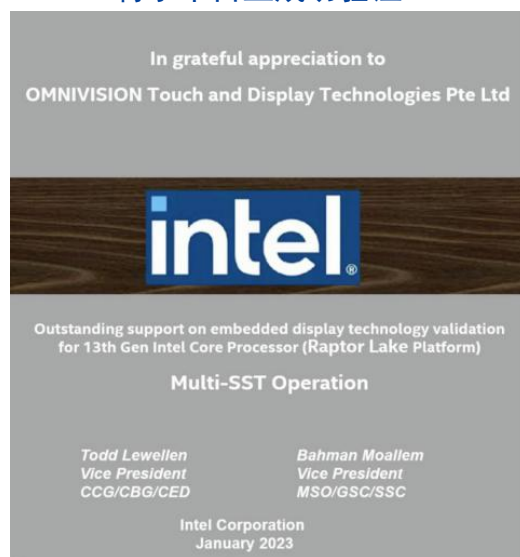 In grateful appreciation to
OMNIVISION Touch and Display Technologies Pte Ltd
intel®
Outstanding support on embedded display technology validation
for 13th Gen Intel Core Processor (Raptor Lake Platform)
Multi-SST Operation
Todd Lewellen
Vice President
CCG/CBG/CED
Bahman Moallem
Vice President
MSO/GSC/SSC
Intel Corporation
January 2023